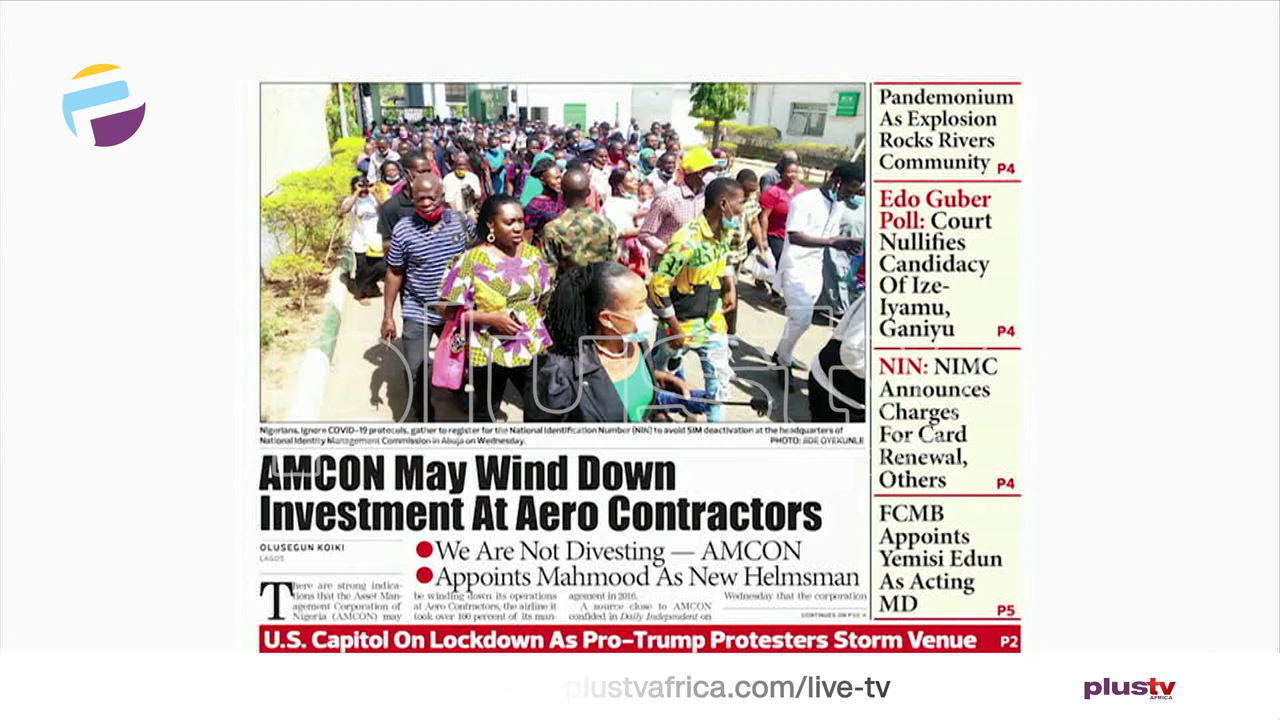 Nigerians, ignore COVID-19 protocols, gather to register for the National Identification Number (NIN) to avoid SIM deactivation at the headquarters of
National Identity Management Commission in Abuja on Wednesday.
PHOTO: JIDE OYEKUNLE
AMCON May Wind Down
Investment At Aero Contractors
OLUSEGUN KOIKI
LAGOS
We Are Not Divesting — AMCON
Appoints Mahmood As New Helmsman
There are strong indica-
tions that the Asset Man-
agement Corporation of
Nigeria (AMCON) may
be winding down its operations
at Aero Contractors, the airline it
took over 100 percent of its man-
agement in 2016.
A source close to AMCON
confided in Daily Independent on
Wednesday that the corporation
Pandemonium
As Explosion
Rocks Rivers
Community P4
Edo Guber
Poll: Court
Nullifies
Candidacy
Of Ize-
Iyamu,
Ganiyu P4
NIN: NIMC
Announces
Charges
For Card
Renewal,
Others P4
FCMB
Appoints
Yemisi Edun
As Acting
MD P5
U.S. Capitol On Lockdown As Pro-Trump Protesters Storm Venue P2
plustvafrica.com/live-tv
plustv
AFRICA